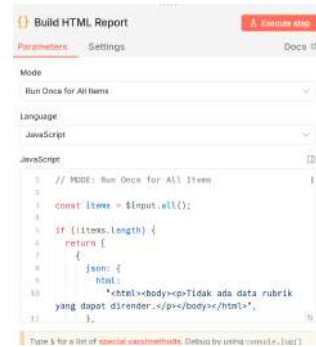 {} Build HTML Report
Execute step
Parameters
Settings
Docs
Mode
Run Once for All Items
Language
JavaScript
JavaScript
1 // MODE: Run Once for All Items
2
3 const items = $input.all();
4
5 if (!items.length) {
6 return [
7 {
8 json: {
9 html:
10 "<html><body><p>Tidak ada data rubrik
yang dapat dirender.</p></body></html>",
11 },
Type $ for a list of special vars/methods. Debug by using console.log()